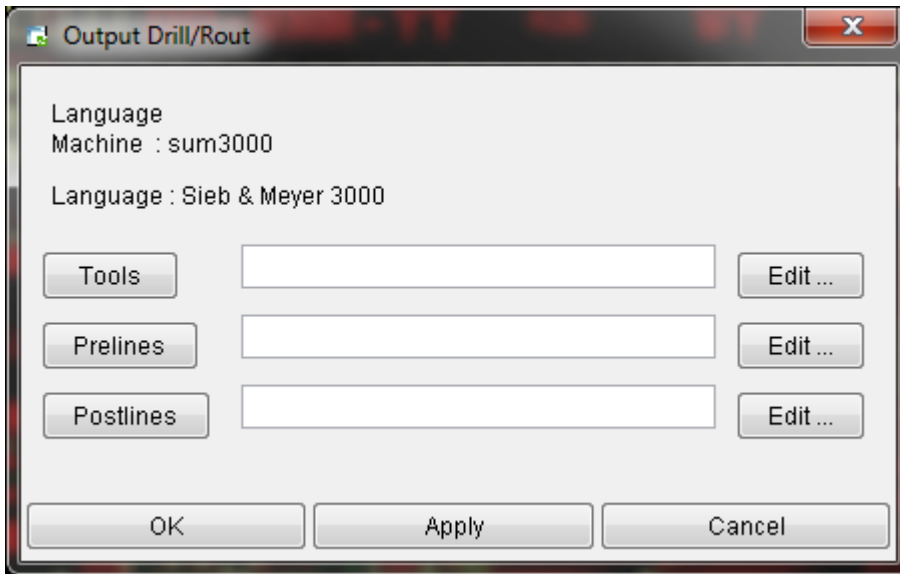 Output Drill/Rout
Language
Machine : sum3000
Language : Sieb & Meyer 3000
Tools Edit ...
Prelines Edit ...
Postlines Edit ...
OK Apply Cancel